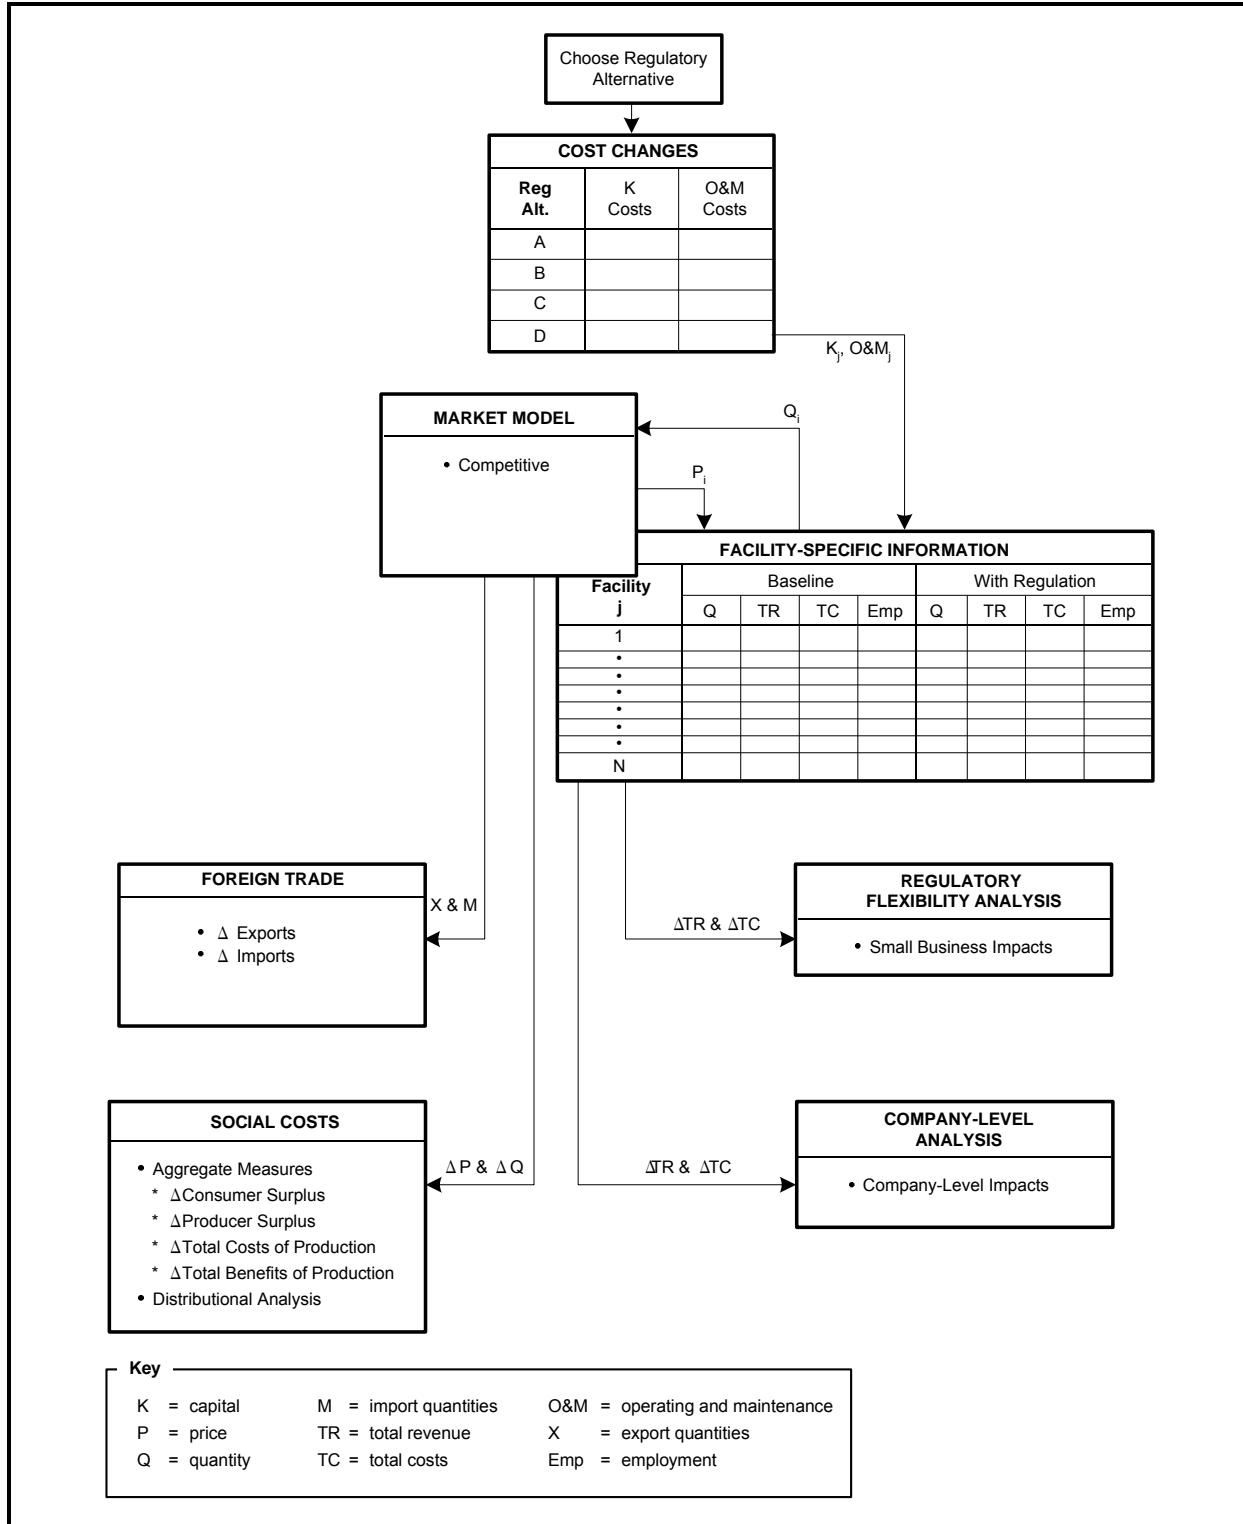 Choose Regulatory
Alternative
COST CHANGES
Reg
Alt.
K
Costs
O&M
Costs
A
B
C
D
K_j, O&M_j
MARKET MODEL
• Competitive
Q_i
P_i
FACILITY-SPECIFIC INFORMATION
Facility
j
Baseline
With Regulation
Q TR TC Emp Q TR TC Emp
1
•
•
•
•
•
•
N
FOREIGN TRADE
• Δ Exports
• Δ Imports
X & M
REGULATORY
FLEXIBILITY ANALYSIS
• Small Business Impacts
ΔTR & ΔTC
SOCIAL COSTS
• Aggregate Measures
* ΔConsumer Surplus
* ΔProducer Surplus
* ΔTotal Costs of Production
* ΔTotal Benefits of Production
• Distributional Analysis
ΔP & ΔQ
ΔTR & ΔTC
COMPANY-LEVEL
ANALYSIS
• Company-Level Impacts
Key
K = capital M = import quantities O&M = operating and maintenance
P = price TR = total revenue X = export quantities
Q = quantity TC = total costs Emp = employment